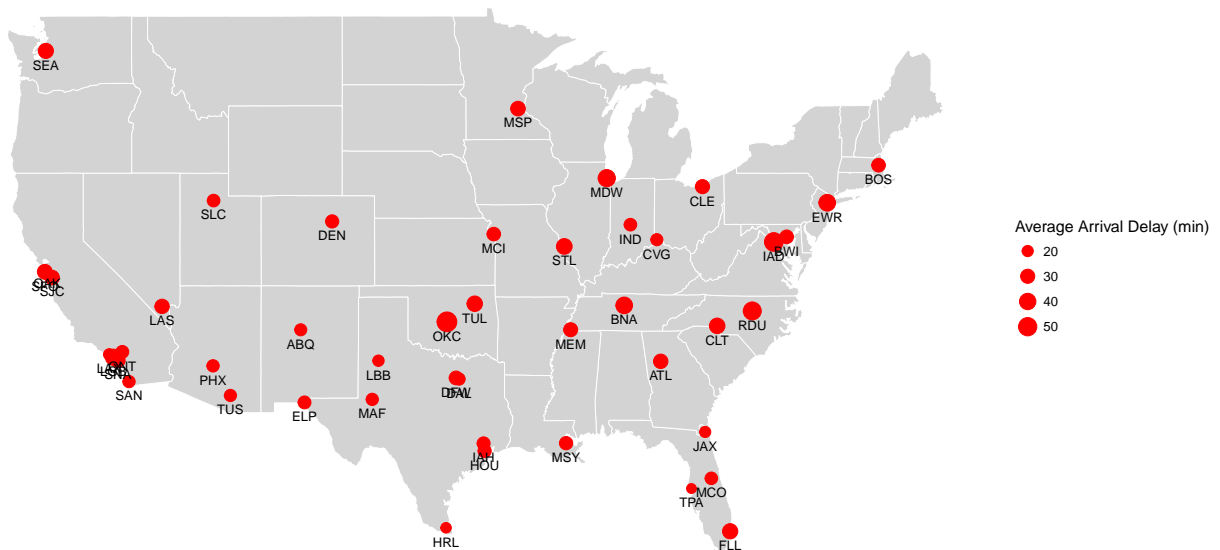 SEA
MSP
BOS
MDW
CLE
SLC
EWR
DEN
IND
MCI
CVG
STL
IAD
BWI
SJC
LAS
TUL
BNA
RDU
OKC
CLT
ABQ
MEM
ONT
SNA
LBB
ATL
PHX
SAN
DFW
DAL
TUS
ELP
MAF
JAX
IAH
HOU
MSY
MCO
TPA
HRL
FLL
Average Arrival Delay (min)
20
30
40
50